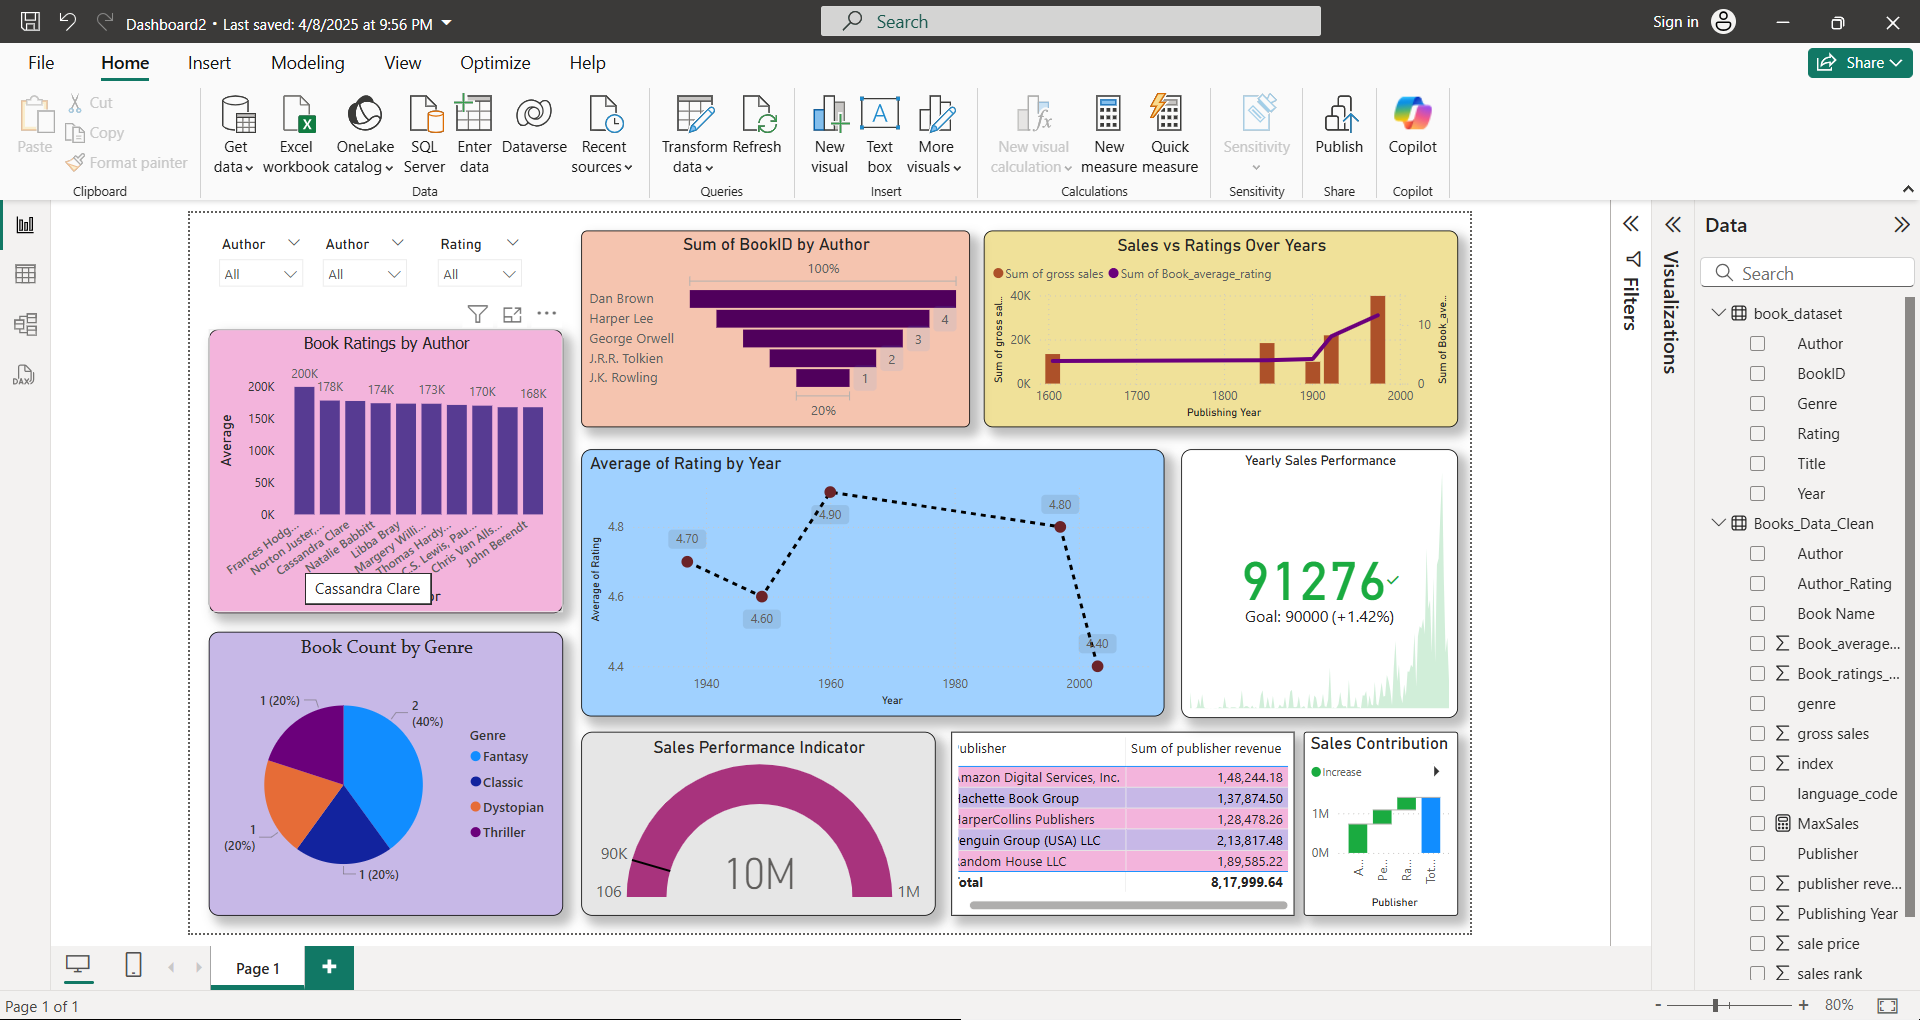 Dashboard2 • Last saved: 4/8/2025 at 9:56 PM
Search
Sign in
File
Home
Insert
Modeling
View
Optimize
Help
Share
Paste
Cut
Copy
Format painter
Clipboard
Get data
Excel workbook
OneLake catalog
SQL Server
Enter data
Dataverse
Recent sources
Data
Transform data
Refresh
Queries
New visual
Text box
More visuals
Insert
New visual calculation
New measure
Quick measure
Calculations
Sensitivity
Sensitivity
Publish
Share
Copilot
Copilot
Author
All
Author
All
Rating
All
Book Ratings by Author
Average
200K
150K
100K
50K
0K
200K
178K
174K
173K
170K
168K
Frances Hodg...
Norton Juster,...
Cassandra Clare
Natalie Babbitt
Libba Bray
Margery Willi...
Thomas Hardy...
C.S. Lewis, Pau...
Chris Van Alls...
John Berendt
Cassandra Clare
Book Count by Genre
1 (20%)
2 (40%)
1 (20%)
1 (20%)
Genre
Fantasy
Classic
Dystopian
Thriller
Sum of BookID by Author
100%
Dan Brown
Harper Lee
4
George Orwell
3
J.R.R. Tolkien
2
J.K. Rowling
1
20%
Sales vs Ratings Over Years
Sum of gross sales
Sum of Book_average_rating
Sum of gross sal...
40K
20K
0K
1600
1700
1800
1900
2000
10
0
Sum of Book_ave...
Publishing Year
Average of Rating by Year
Average of Rating
4.8
4.6
4.4
4.70
4.60
4.90
4.80
4.40
1940
1960
1980
2000
Year
Yearly Sales Performance
91276
Goal: 90000 (+1.42%)
Sales Performance Indicator
90K
106
10M
1M
ublisher
Sum of publisher revenue
Amazon Digital Services, Inc.
1,48,244.18
Hachette Book Group
1,37,874.50
HarperCollins Publishers
1,28,478.26
Penguin Group (USA) LLC
2,13,817.48
Random House LLC
1,89,585.22
Total
8,17,999.64
Sales Contribution
Increase
1M
0M
A...
Pe...
Ra...
Tot...
Publisher
Filters
Visualizations
Data
Search
book_dataset
Author
BookID
Genre
Rating
Title
Year
Books_Data_Clean
Author
Author_Rating
Book Name
Book_average...
Book_ratings_...
genre
gross sales
index
language_code
MaxSales
Publisher
publisher reve...
Publishing Year
sale price
sales rank
Page 1
Page 1 of 1
80%